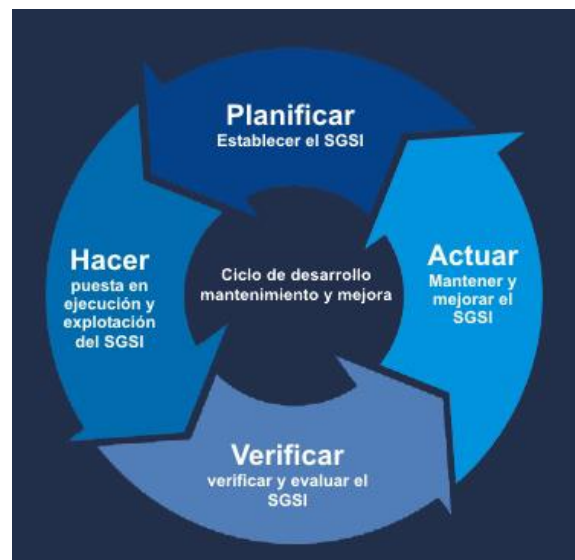 Planificar
Establecer el SGSI
Hacer
puesta en
ejecución y
explotación
del SGSI
Ciclo de desarrollo
mantenimiento y mejora
Actuar
Mantener y
mejorar el
SGSI
Verificar
verificar y evaluar el
SGSI